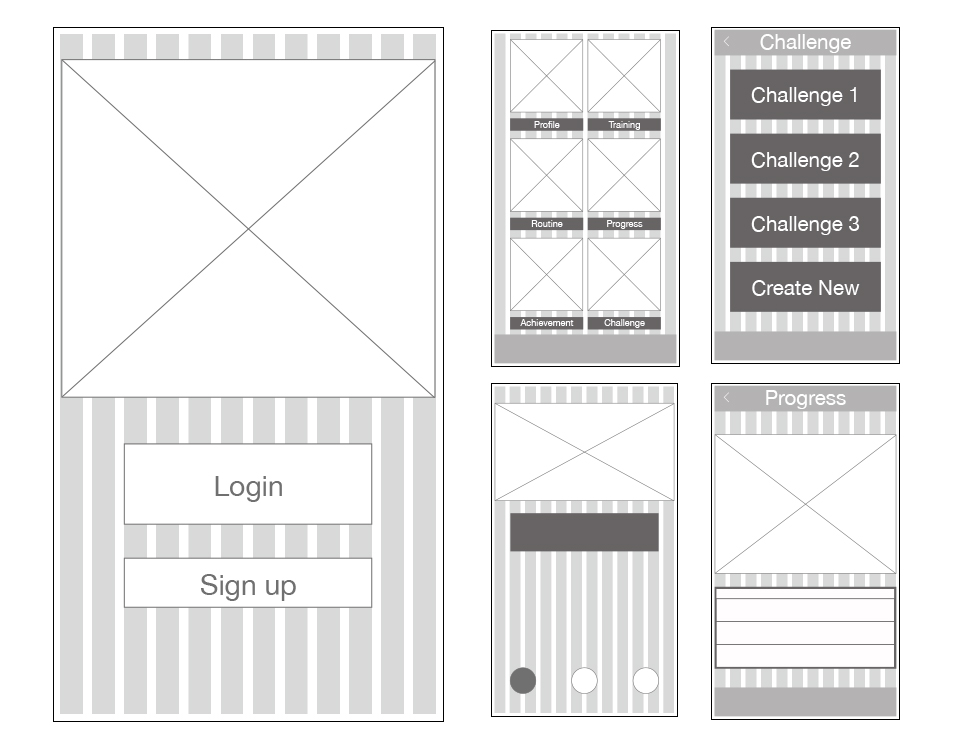 Login
Sign up
Profile
Training
Routine
Progress
Achievement
Challenge
Challenge
Challenge 1
Challenge 2
Challenge 3
Create New
Progress